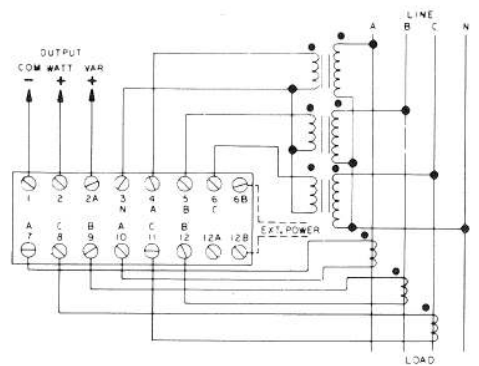 LINE
A B C N
OUTPUT
COM WATT VAR
− + +
1 2 2A 3 4 5 6 6B
N A B C
EXT. POWER
A C B A C B
7 8 9 10 11 12 12A 12B
LOAD